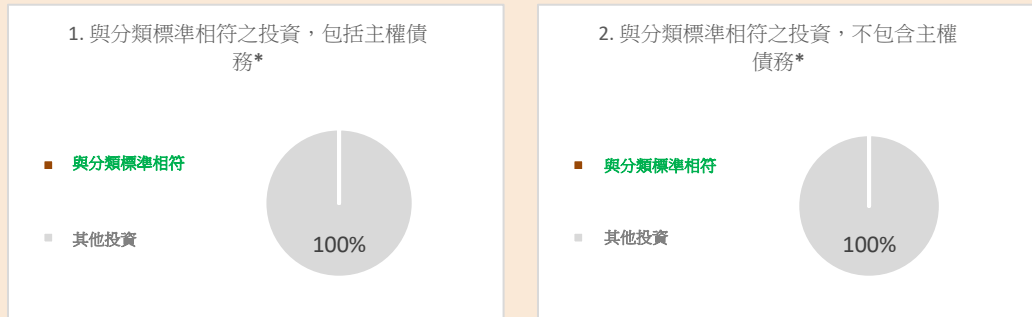 1. 與分類標準相符之投資，包括主權債
務*
與分類標準相符
其他投資
100%
2. 與分類標準相符之投資，不包含主權
債務*
與分類標準相符
其他投資
100%